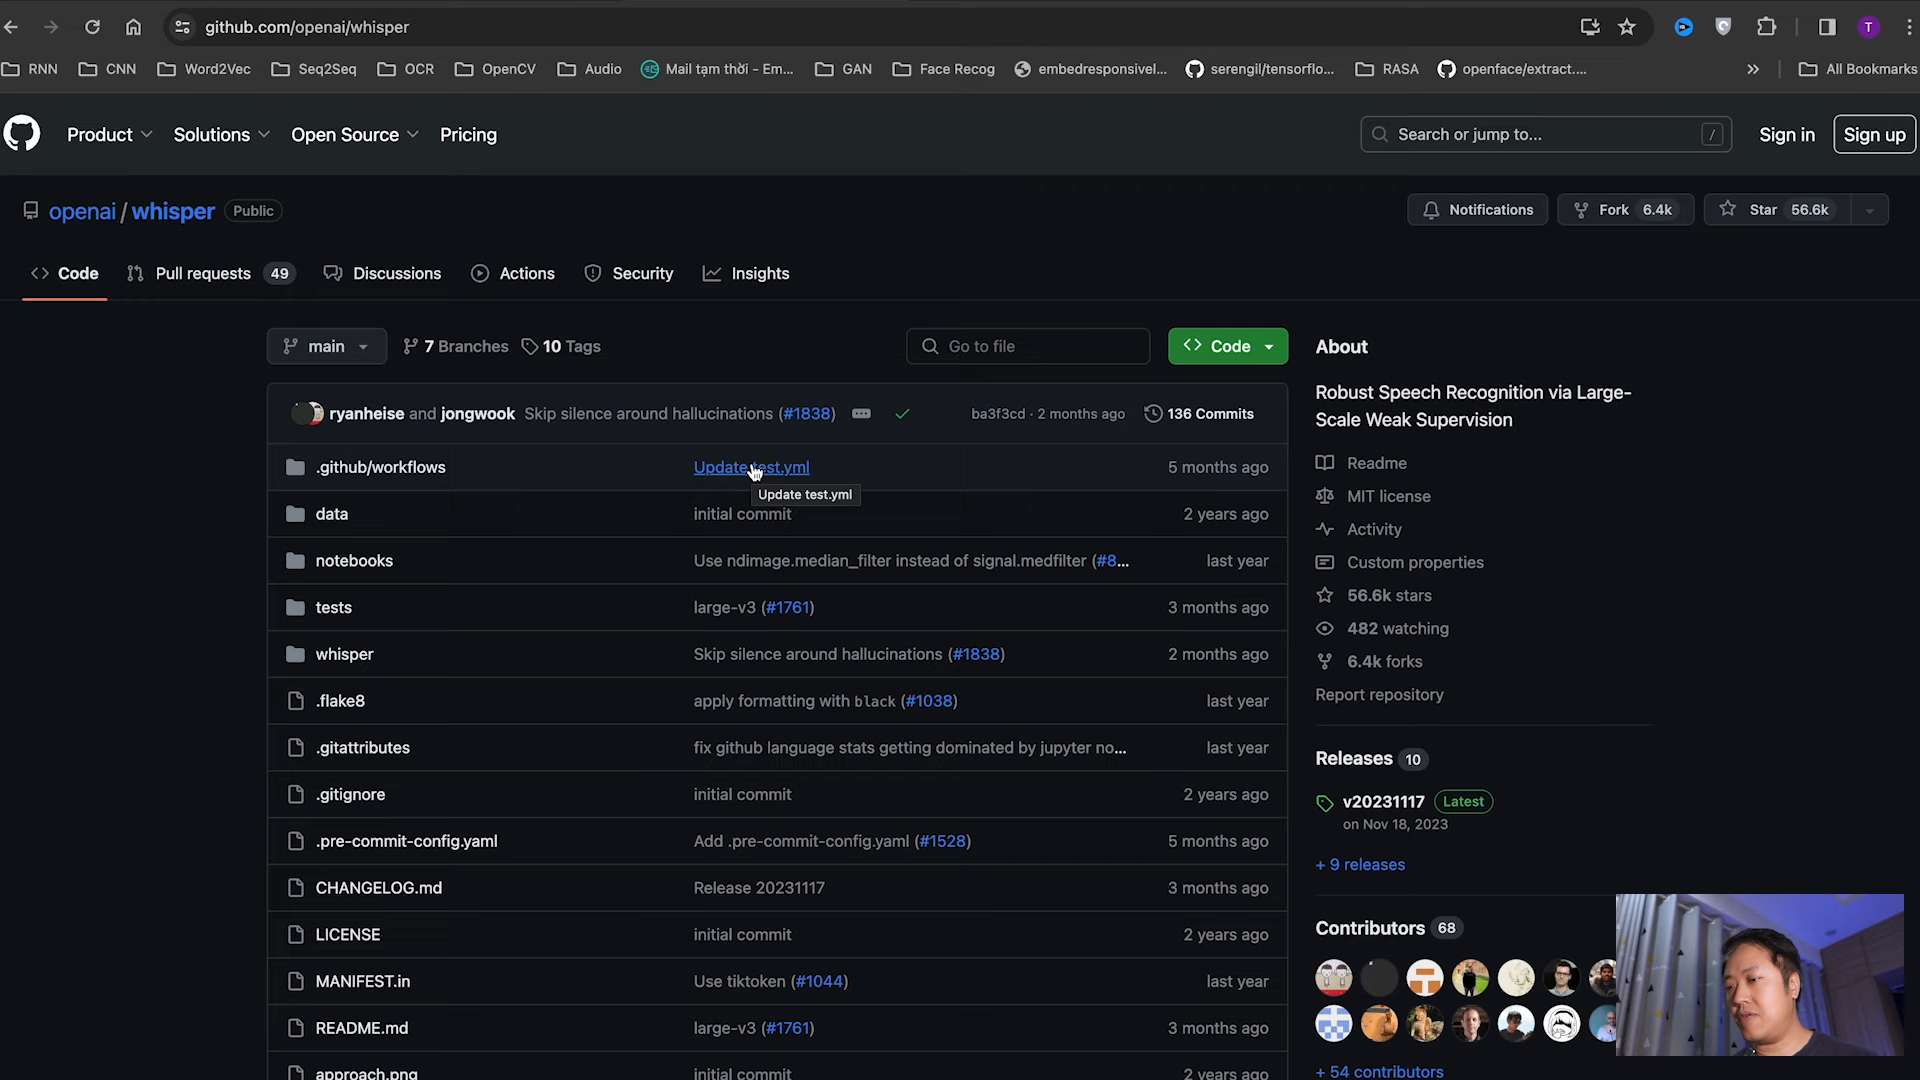 github.com/openai/whisper
T
RNN CNN Word2Vec Seq2Seq OCR OpenCV Audio Mail tạm thời - Em... GAN Face Recog embedresponsivel... serengil/tensorflo... RASA openface/extract.... » All Bookmarks
Product Solutions Open Source Pricing Search or jump to... / Sign in Sign up
openai / whisper Public Notifications Fork 6.4k Star 56.6k
Code Pull requests 49 Discussions Actions Security Insights
main 7 Branches 10 Tags Go to file Code
ryanheise and jongwook Skip silence around hallucinations (#1838) ba3f3cd · 2 months ago 136 Commits
.github/workflows Update test.yml 5 months ago
Update test.yml
data initial commit 2 years ago
notebooks Use ndimage.median_filter instead of signal.medfilter (#8... last year
tests large-v3 (#1761) 3 months ago
whisper Skip silence around hallucinations (#1838) 2 months ago
.flake8 apply formatting with black (#1038) last year
.gitattributes fix github language stats getting dominated by jupyter no... last year
.gitignore initial commit 2 years ago
.pre-commit-config.yaml Add .pre-commit-config.yaml (#1528) 5 months ago
CHANGELOG.md Release 20231117 3 months ago
LICENSE initial commit 2 years ago
MANIFEST.in Use tiktoken (#1044) last year
README.md large-v3 (#1761) 3 months ago
approach.png initial commit 2 years ago
About
Robust Speech Recognition via Large-
Scale Weak Supervision
Readme
MIT license
Activity
Custom properties
56.6k stars
482 watching
6.4k forks
Report repository
Releases 10
v20231117 Latest
on Nov 18, 2023
+ 9 releases
Contributors 68
+ 54 contributors